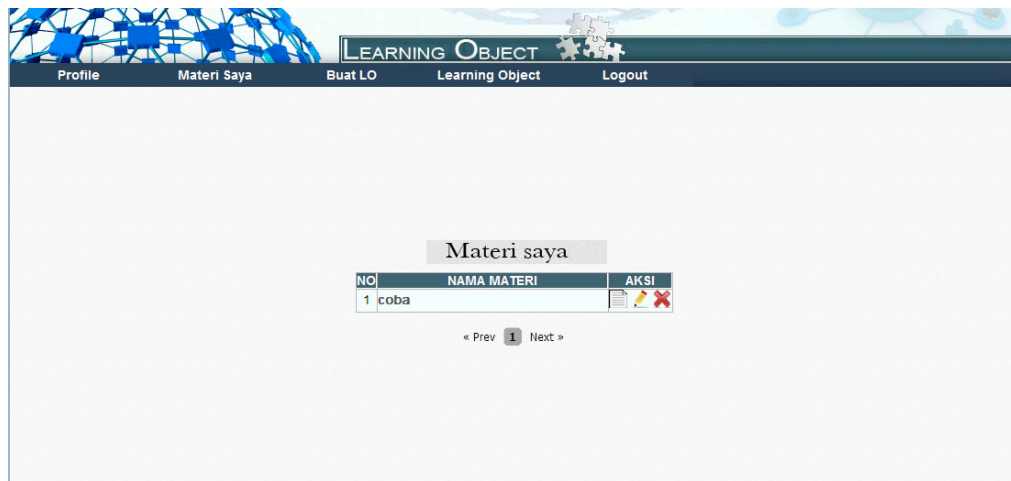 LEARNING OBJECT
Profile Materi Saya Buat LO Learning Object Logout
Materi saya
NO NAMA MATERI AKSI
1 coba
« Prev 1 Next »